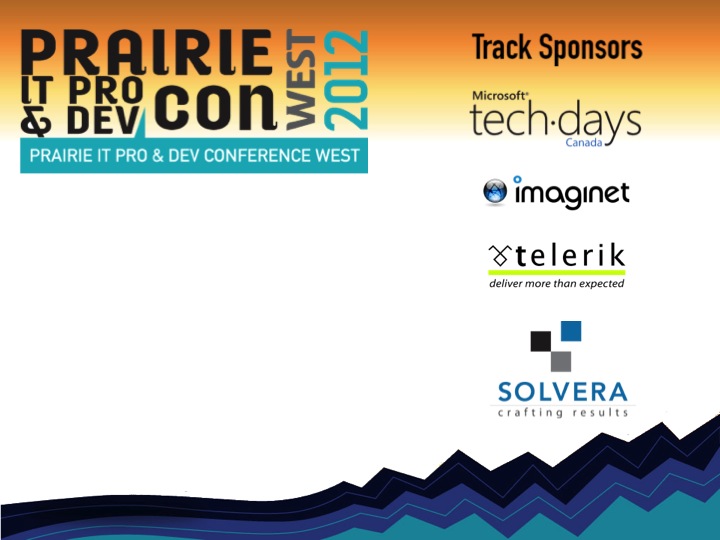 PRAIRIE
IT PRO
& DEV
con
WEST
2012
PRAIRIE IT PRO & DEV CONFERENCE WEST
Track Sponsors
Microsoft®
tech·days
Canada
imaginet
telerik
deliver more than expected
SOLVERA
crafting results